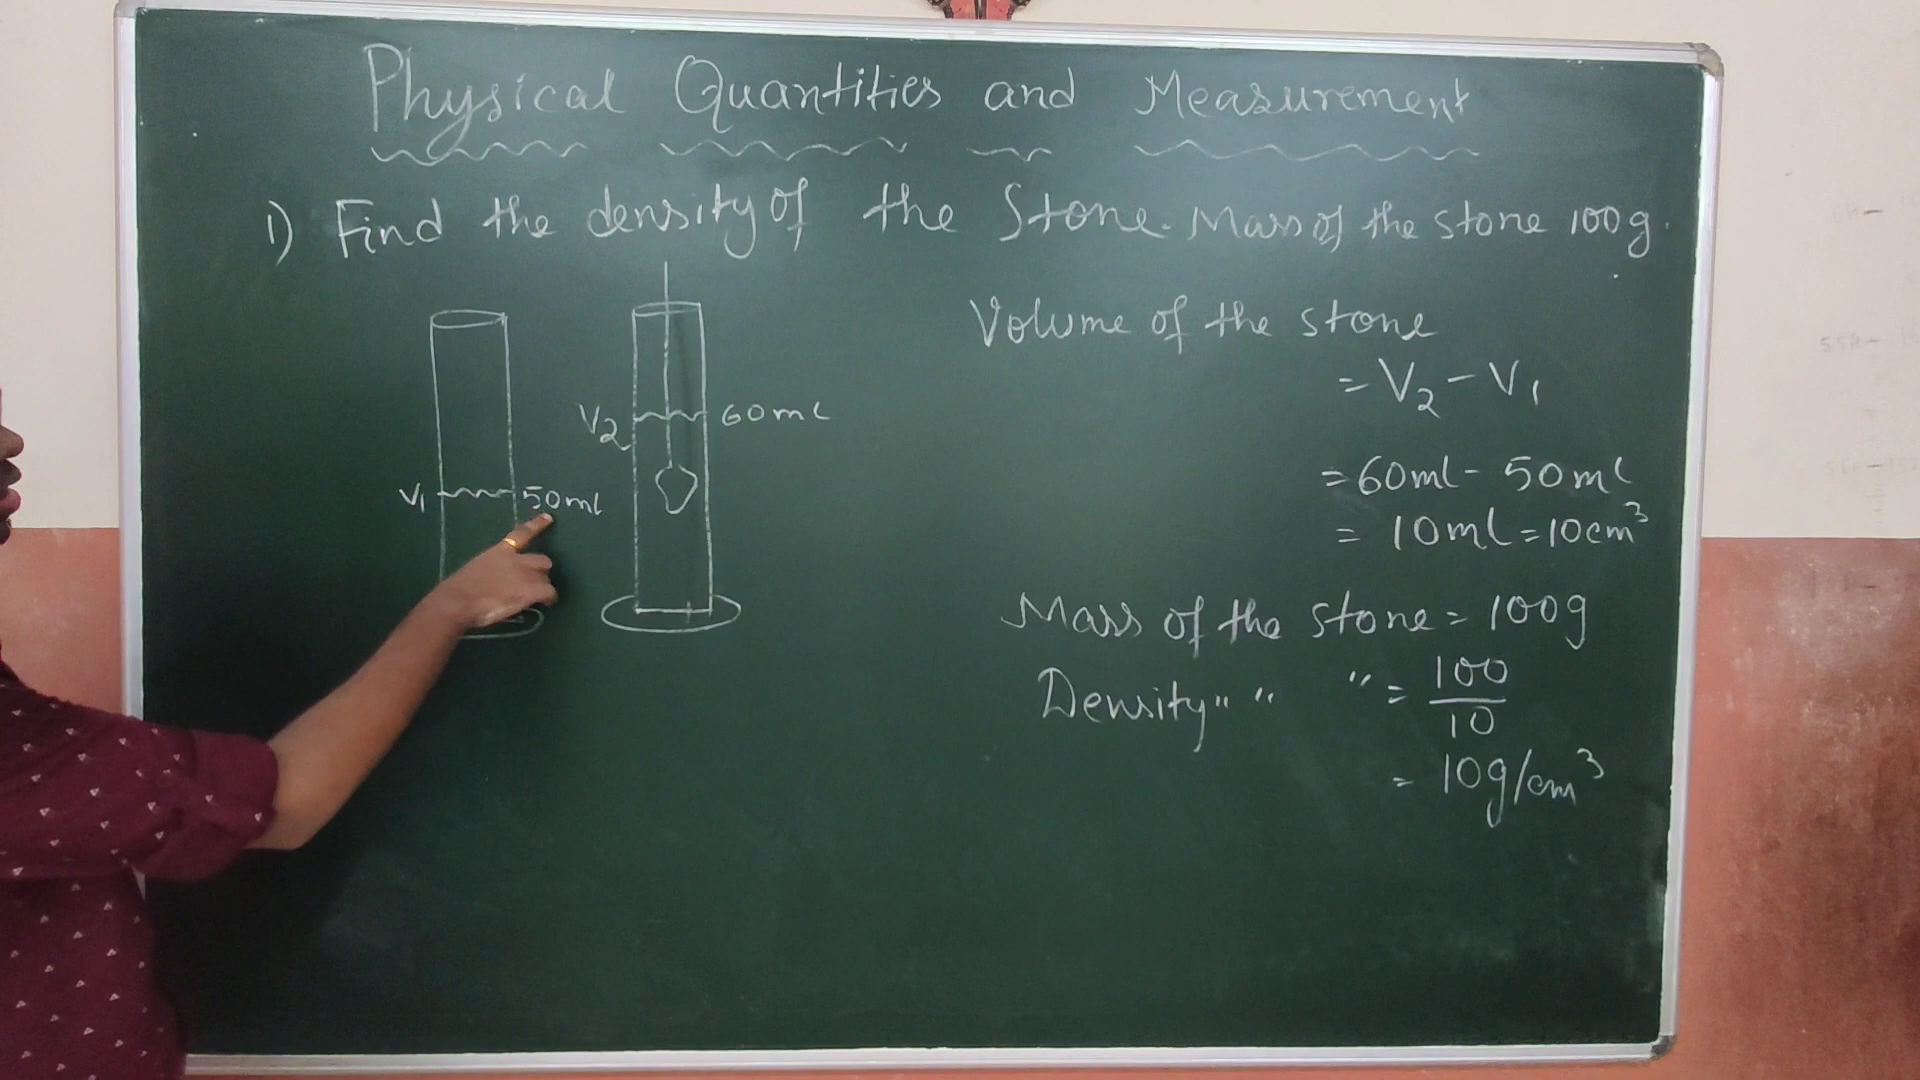 Physical Quantities and Measurement
1) Find the density of the Stone. Mass of the stone 100g.
V1 50ml
V2 60ml
Volume of the stone
= V2 - V1
= 60ml - 50ml
= 10ml = 10cm³
Mass of the stone = 100g
Density " " " = 100/10
= 10g/cm³